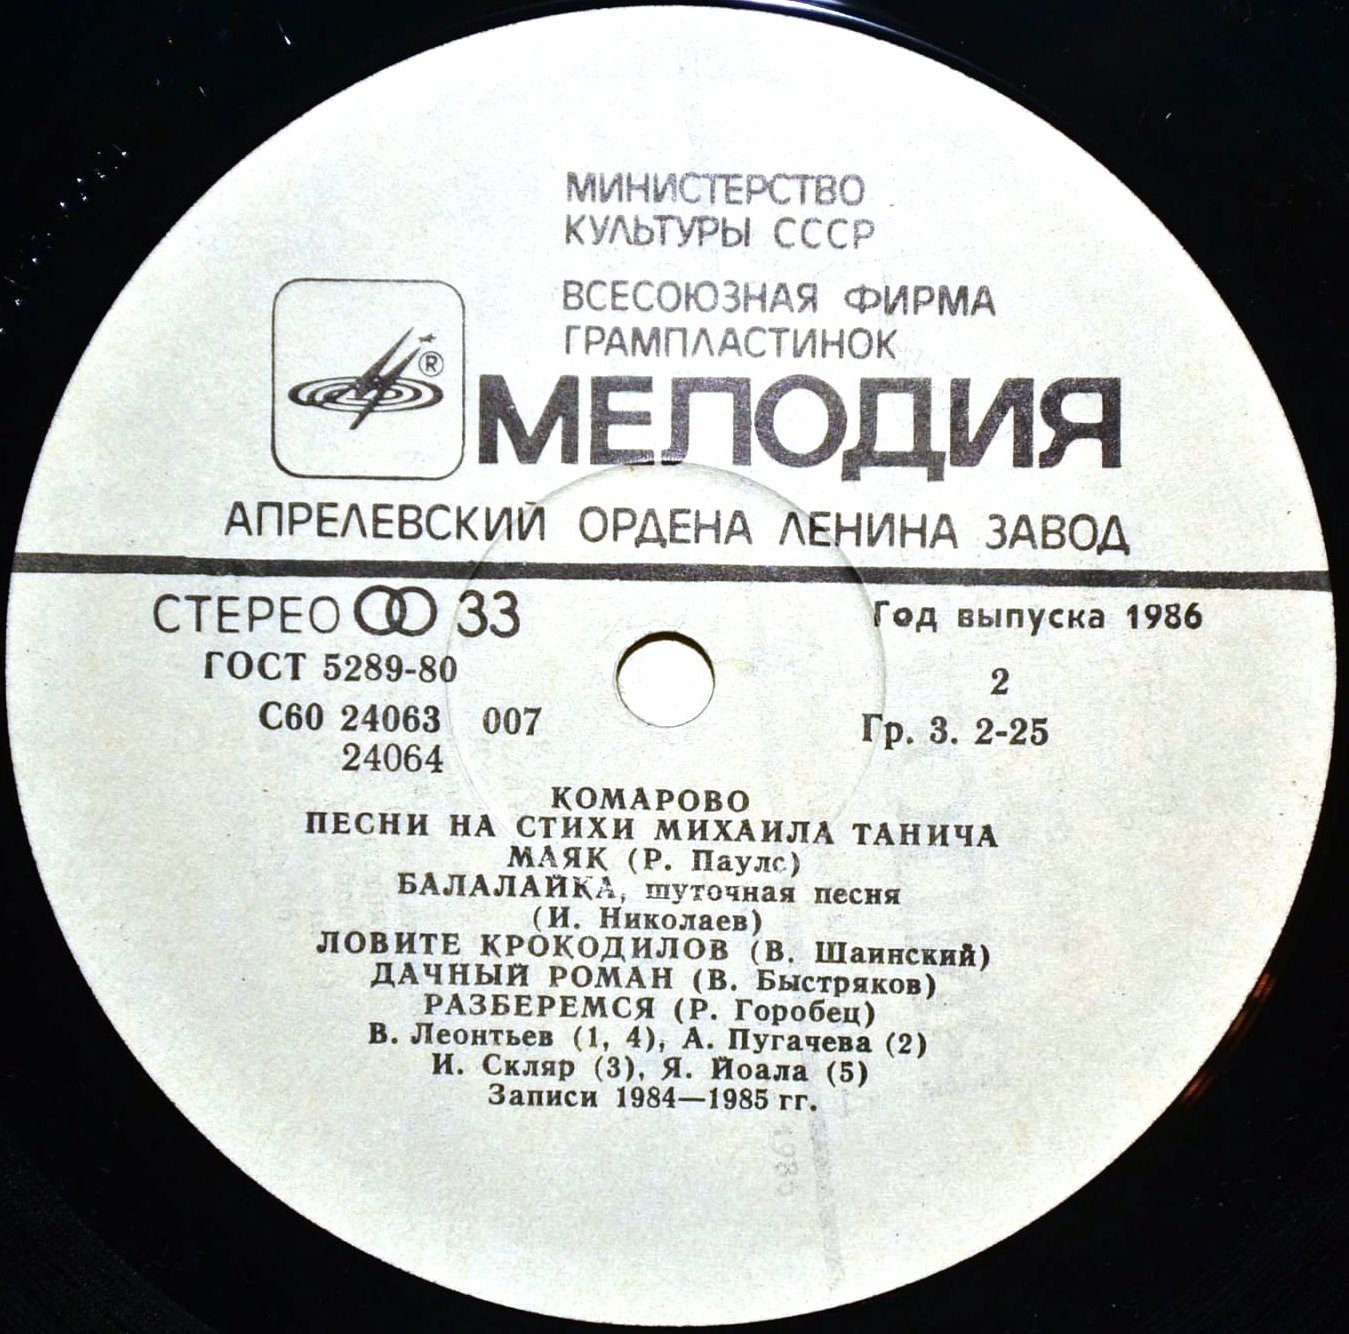 МИНИСТЕРСТВО
КУЛЬТУРЫ СССР
ВСЕСОЮЗНАЯ ФИРМА
ГРАМПЛАСТИНОК
®
МЕЛОДИЯ
АПРЕЛЕВСКИЙ ОРДЕНА ЛЕНИНА ЗАВОД
СТЕРЕО 33
Год выпуска 1986
ГОСТ 5289-80
2
С60 24063 007
Гр. 3. 2-25
24064
КОМАРОВО
ПЕСНИ НА СТИХИ МИХАИЛА ТАНИЧА
МАЯК (Р. Паулс)
БАЛАЛАЙКА, шуточная песня
(И. Николаев)
ЛОВИТЕ КРОКОДИЛОВ (В. Шаинский)
ДАЧНЫЙ РОМАН (В. Быстряков)
РАЗБЕРЕМСЯ (Р. Горобец)
В. Леонтьев (1, 4), А. Пугачева (2)
И. Скляр (3), Я. Йоала (5)
Записи 1984—1985 гг.